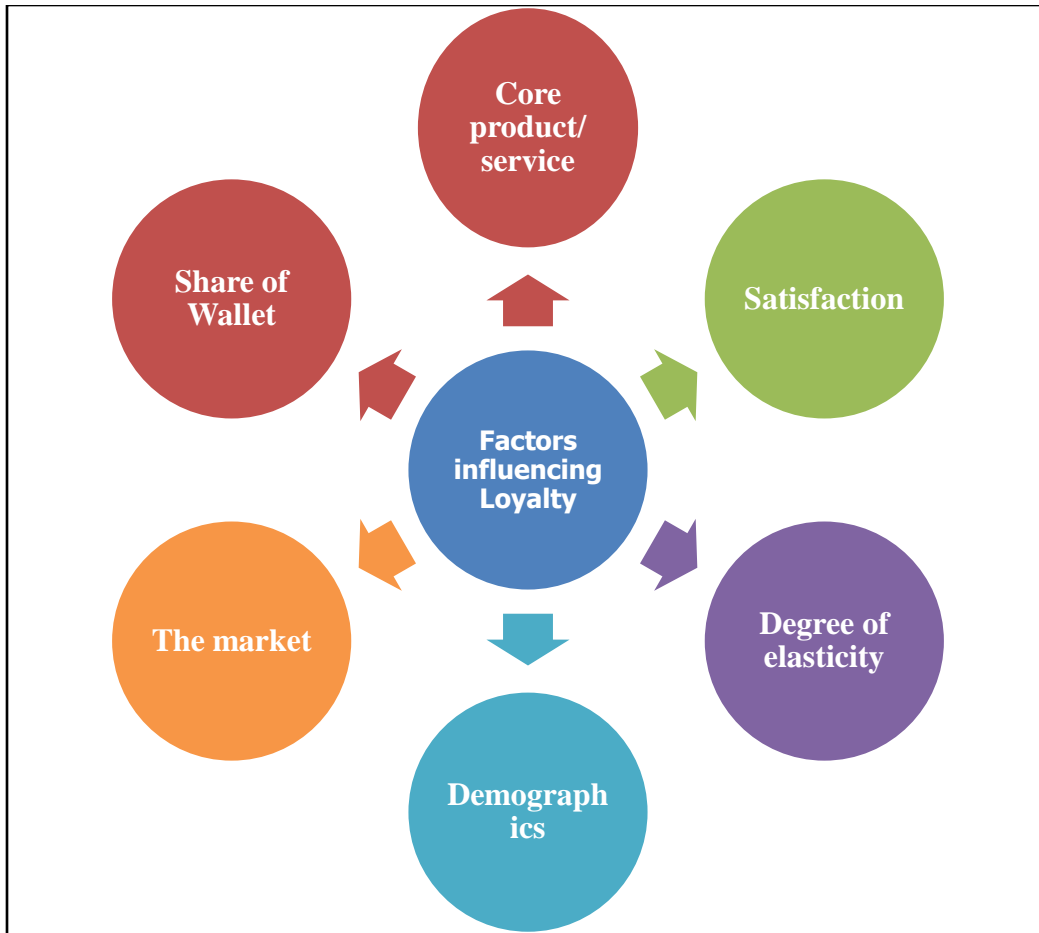 Core
product/
service
Share of
Wallet
Satisfaction
Factors
influencing
Loyalty
The market
Degree of
elasticity
Demograph
ics